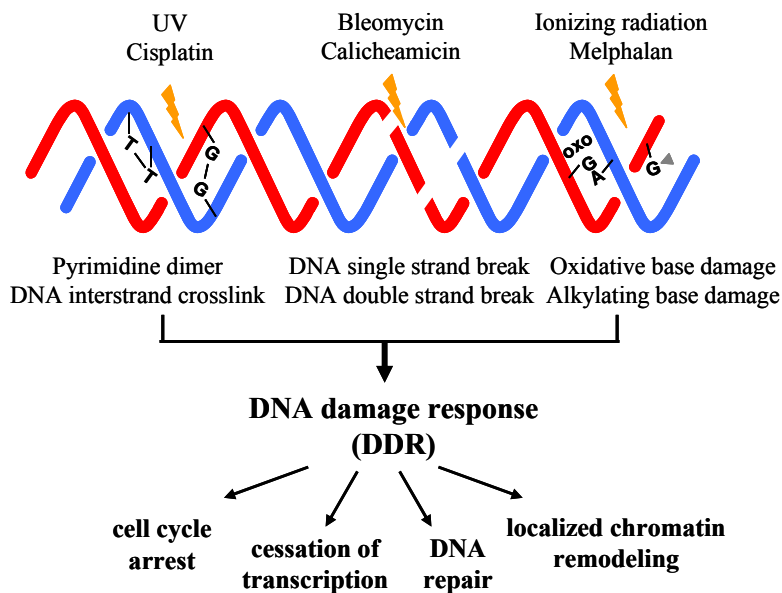 UV
Cisplatin
Bleomycin
Calicheamicin
Ionizing radiation
Melphalan
T
T
G
G
oxo
G
A
G
Pyrimidine dimer
DNA interstrand crosslink
DNA single strand break
DNA double strand break
Oxidative base damage
Alkylating base damage
DNA damage response
(DDR)
cell cycle
arrest
cessation of
transcription
DNA
repair
localized chromatin
remodeling